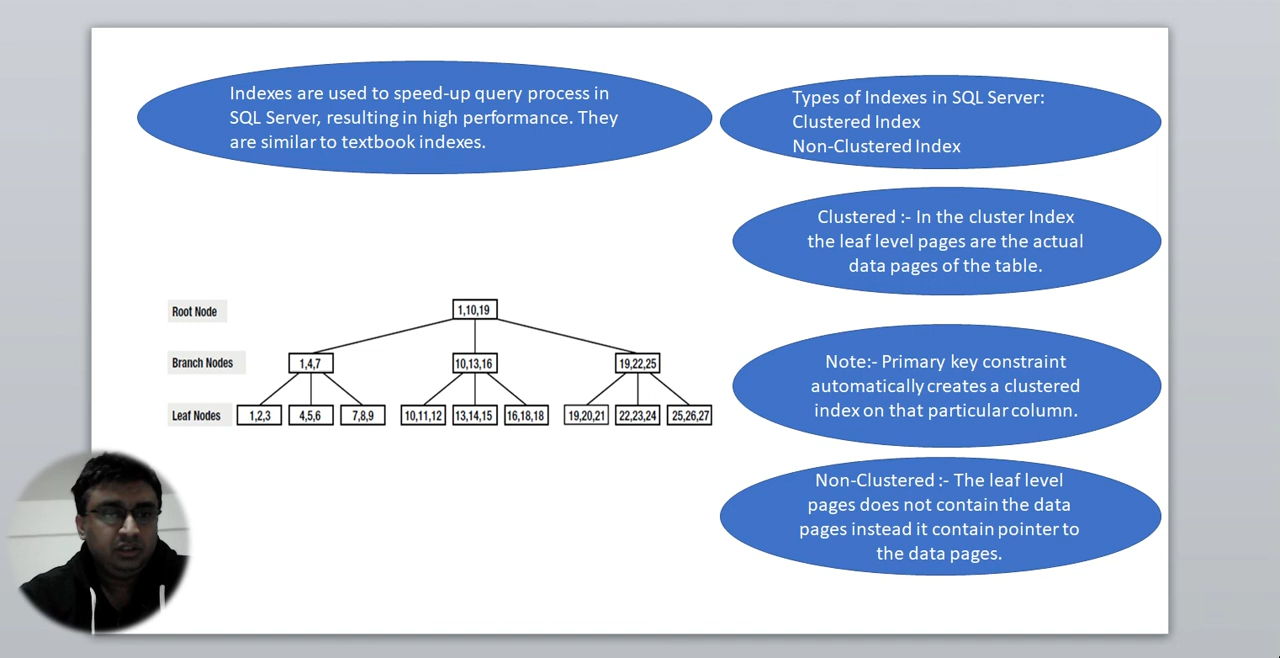 Indexes are used to speed-up query process in
SQL Server, resulting in high performance. They
are similar to textbook indexes.
Types of Indexes in SQL Server:
Clustered Index
Non-Clustered Index
Clustered :- In the cluster Index
the leaf level pages are the actual
data pages of the table.
Root Node
1,10,19
Branch Nodes
1,4,7
10,13,16
19,22,25
Leaf Nodes
1,2,3
4,5,6
7,8,9
10,11,12
13,14,15
16,18,18
19,20,21
22,23,24
25,26,27
Note:- Primary key constraint
automatically creates a clustered
index on that particular column.
Non-Clustered :- The leaf level
pages does not contain the data
pages instead it contain pointer to
the data pages.